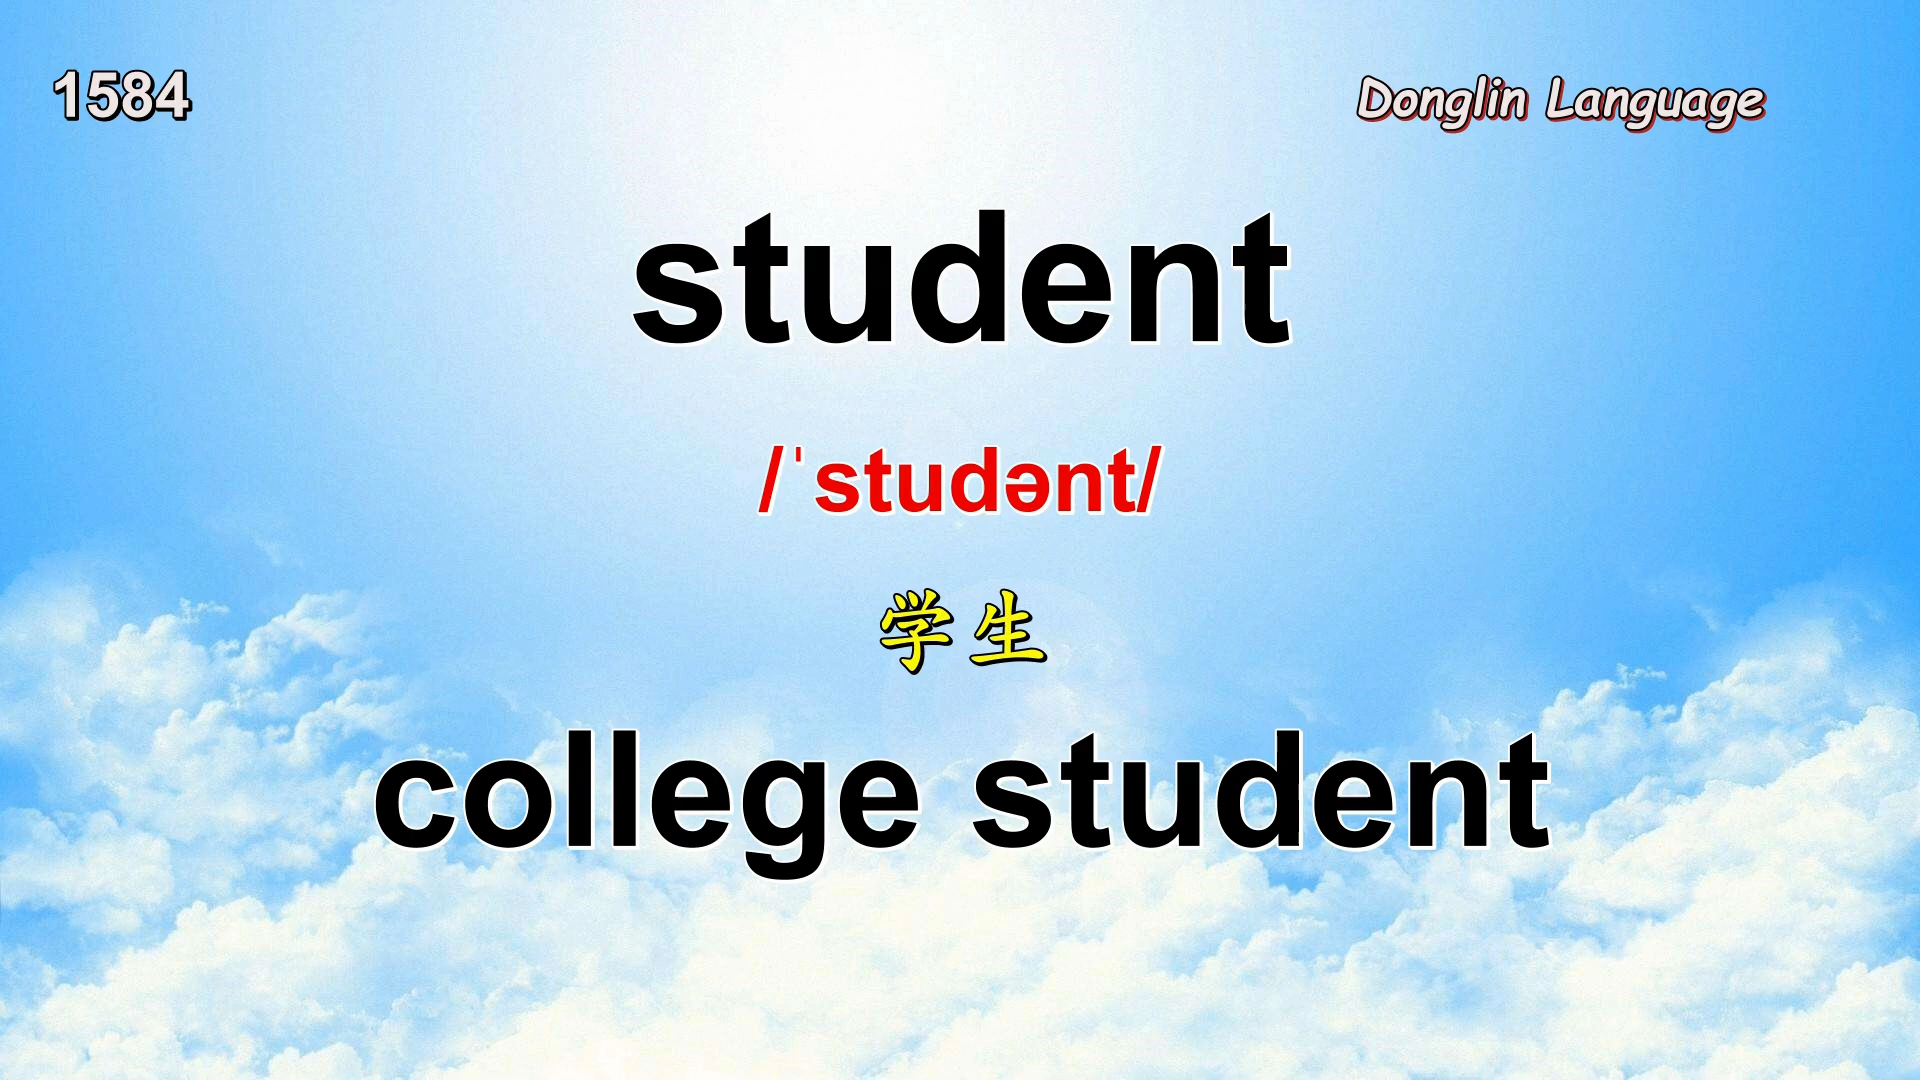 1584
Donglin Language
student
/ˈstudənt/
学生
college student